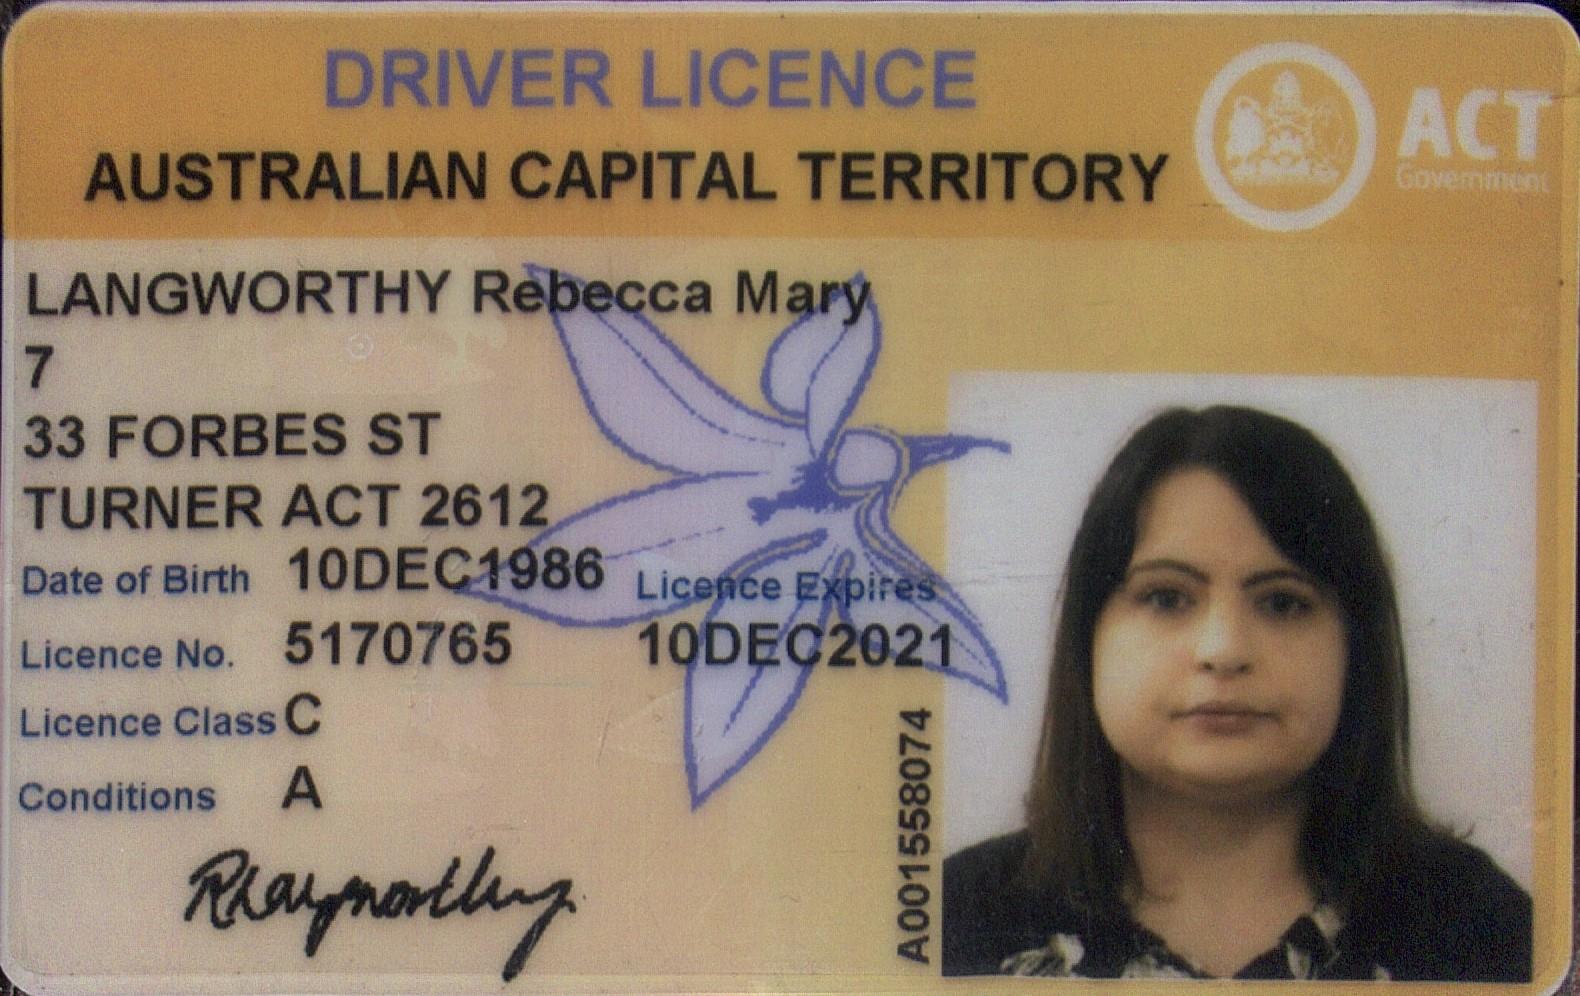 DRIVER LICENCE
AUSTRALIAN CAPITAL TERRITORY
ACT
Government
LANGWORTHY Rebecca Mary
7
33 FORBES ST
TURNER ACT 2612
Date of Birth 10DEC1986 Licence Expires
Licence No. 5170765 10DEC2021
Licence Class C
Conditions A
A001558074
RLangworthy